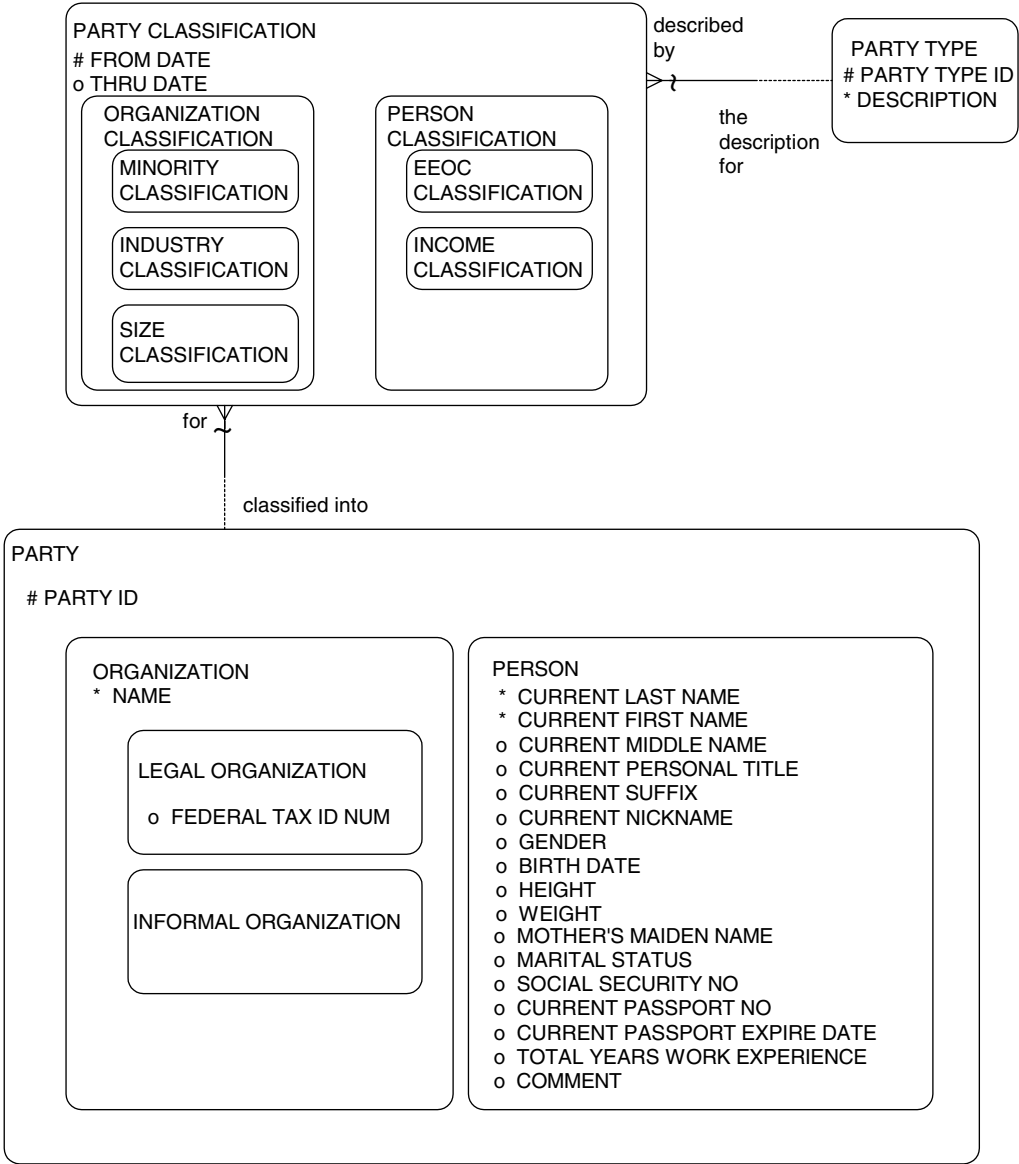 PARTY CLASSIFICATION
# FROM DATE
o THRU DATE
ORGANIZATION
CLASSIFICATION
MINORITY
CLASSIFICATION
INDUSTRY
CLASSIFICATION
SIZE
CLASSIFICATION
PERSON
CLASSIFICATION
EEOC
CLASSIFICATION
INCOME
CLASSIFICATION
described
by
the
description
for
PARTY TYPE
# PARTY TYPE ID
* DESCRIPTION
for
classified into
PARTY
# PARTY ID
ORGANIZATION
* NAME
LEGAL ORGANIZATION
o FEDERAL TAX ID NUM
INFORMAL ORGANIZATION
PERSON
* CURRENT LAST NAME
* CURRENT FIRST NAME
o CURRENT MIDDLE NAME
o CURRENT PERSONAL TITLE
o CURRENT SUFFIX
o CURRENT NICKNAME
o GENDER
o BIRTH DATE
o HEIGHT
o WEIGHT
o MOTHER'S MAIDEN NAME
o MARITAL STATUS
o SOCIAL SECURITY NO
o CURRENT PASSPORT NO
o CURRENT PASSPORT EXPIRE DATE
o TOTAL YEARS WORK EXPERIENCE
o COMMENT